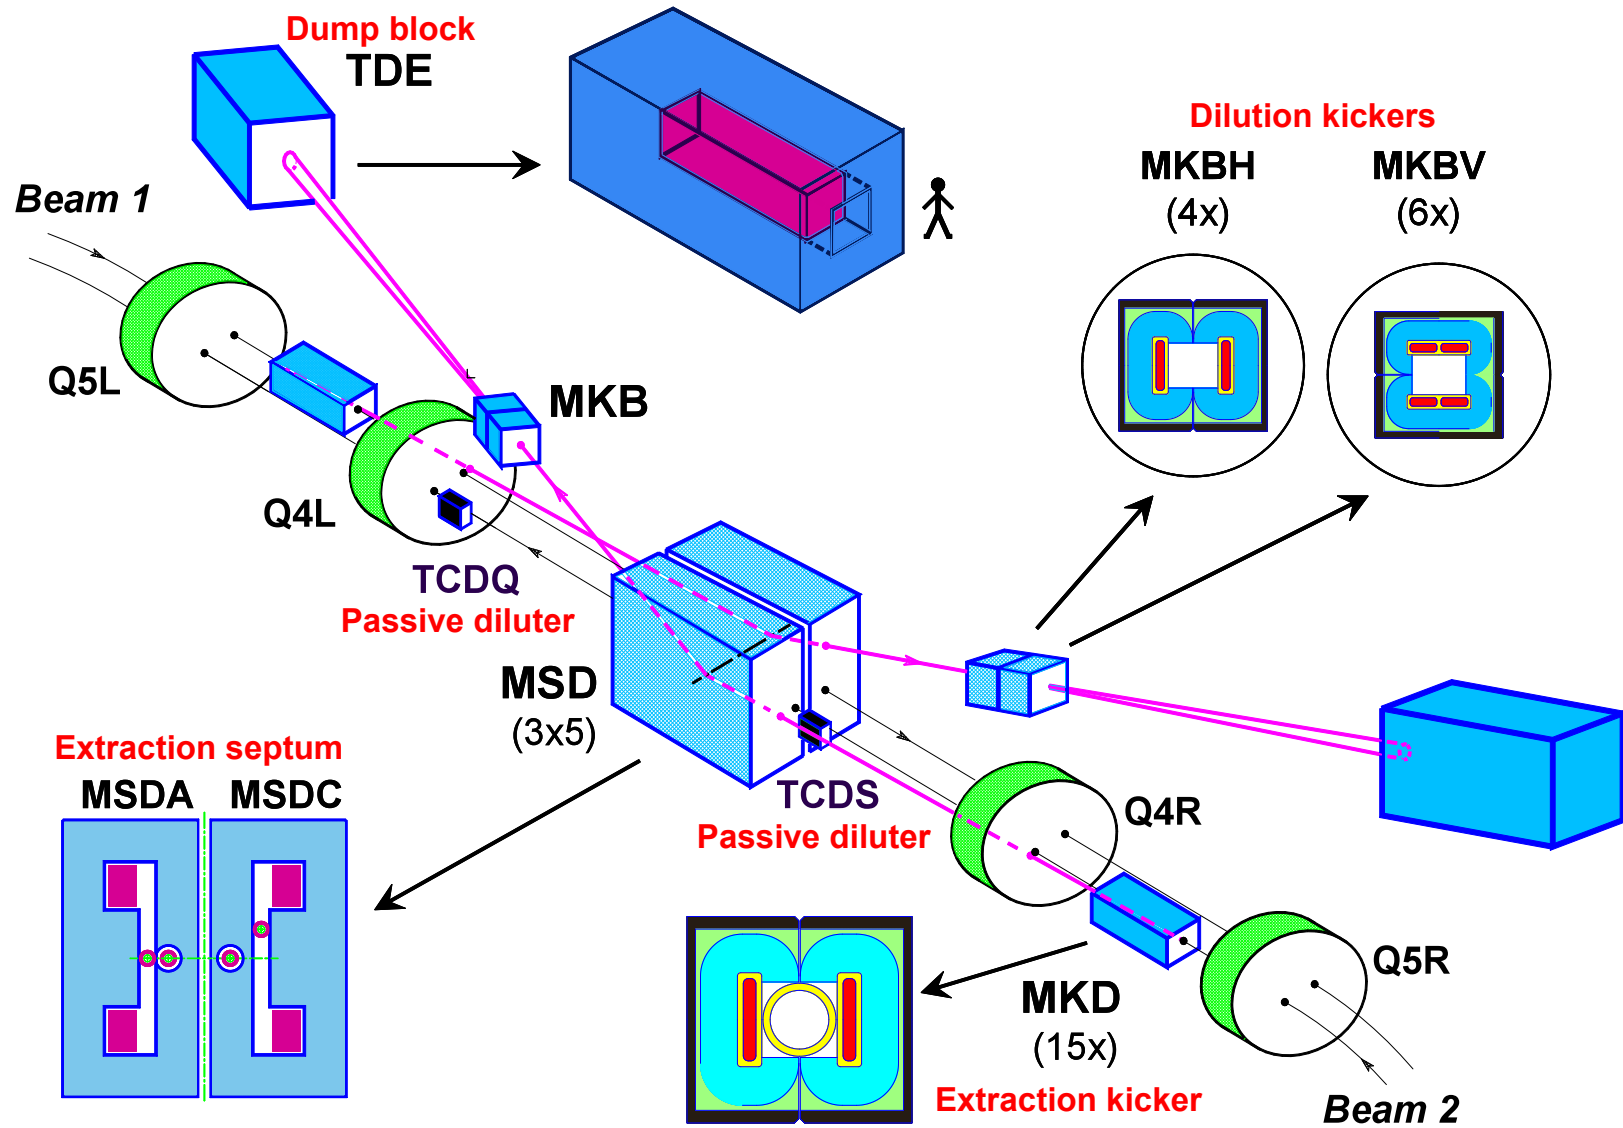 Dump block
TDE
Dilution kickers
MKBH
(4x)
MKBV
(6x)
Beam 1
Q5L
MKB
Q4L
TCDQ
Passive diluter
MSD
(3x5)
Extraction septum
MSDA
MSDC
TCDS
Passive diluter
Q4R
Q5R
MKD
(15x)
Extraction kicker
Beam 2